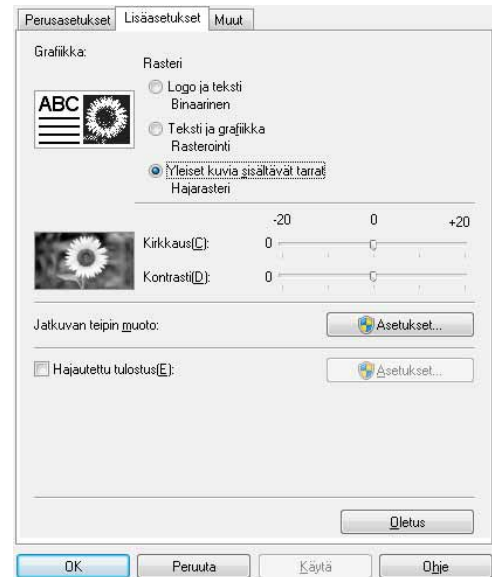 Perusasetukset Lisäasetukset Muut
Grafiikka:
Rasteri
ABC
Logo ja teksti
Binaarinen
Teksti ja grafiikka
Rasterointi
Yleiset kuvia sisältävät tarrat
Hajarasteri
-20 0 +20
Kirkkaus(C): 0
Kontrasti(D): 0
Jatkuvan teipin muoto: Asetukset...
Hajautettu tulostus(E): Asetukset...
Oletus
OK Peruuta Käytä Ohje